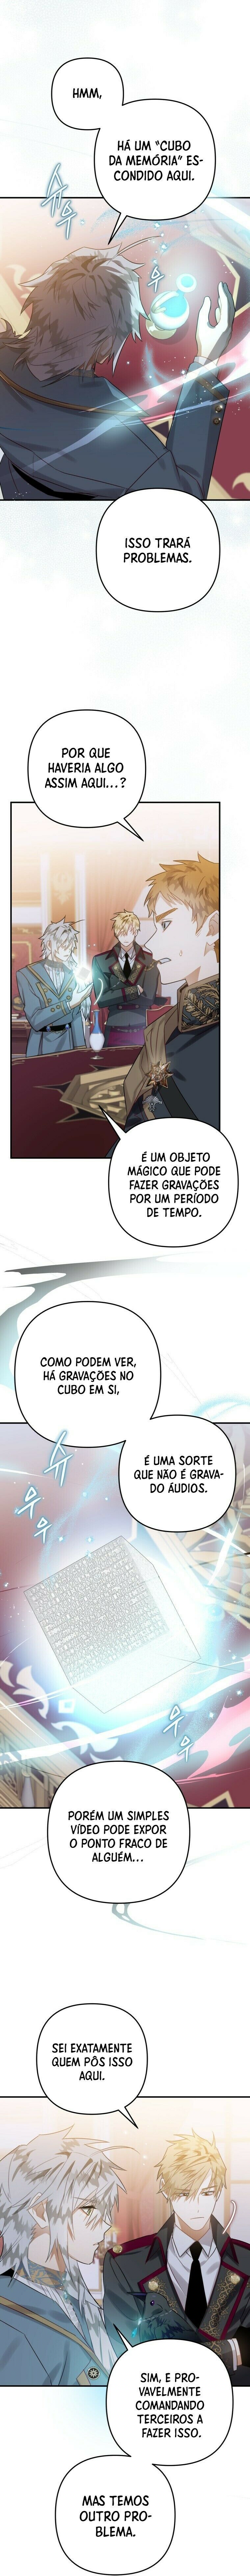 HMM,
HÁ UM “CUBO
DA MEMÓRIA” ES-
CONDIDO AQUI.
ISSO TRARÁ
PROBLEMAS.
POR QUE
HAVERIA ALGO
ASSIM AQUI...?
É UM OBJETO
MÁGICO QUE PODE
FAZER GRAVAÇÕES
POR UM PERÍODO
DE TEMPO.
COMO PODEM VER,
HÁ GRAVAÇÕES NO
CUBO EM SI,
É UMA SORTE
QUE NÃO É GRAVA-
DO ÁUDIOS.
PORÉM UM SIMPLES
VÍDEO PODE EXPOR
O PONTO FRACO DE
ALGUÉM...
SEI EXATAMENTE
QUEM PÔS ISSO
AQUI.
SIM, E PRO-
VAVELMENTE
COMANDANDO
TERCEIROS A
FAZER ISSO.
MAS TEMOS
OUTRO PRO-
BLEMA.